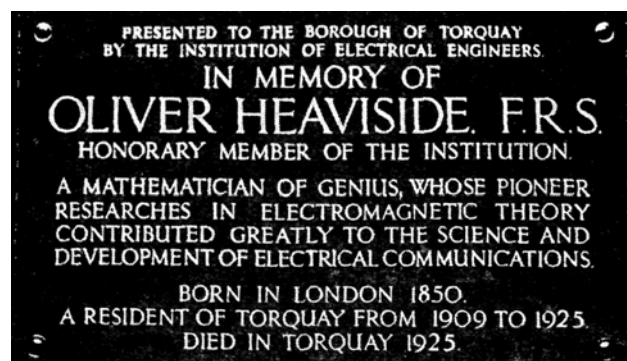 PRESENTED TO THE BOROUGH OF TORQUAY
BY THE INSTITUTION OF ELECTRICAL ENGINEERS.
IN MEMORY OF
OLIVER HEAVISIDE. F.R.S.
HONORARY MEMBER OF THE INSTITUTION.
A MATHEMATICIAN OF GENIUS, WHOSE PIONEER
RESEARCHES IN ELECTROMAGNETIC THEORY
CONTRIBUTED GREATLY TO THE SCIENCE AND
DEVELOPMENT OF ELECTRICAL COMMUNICATIONS.
BORN IN LONDON 1850.
A RESIDENT OF TORQUAY FROM 1909 TO 1925.
DIED IN TORQUAY 1925.